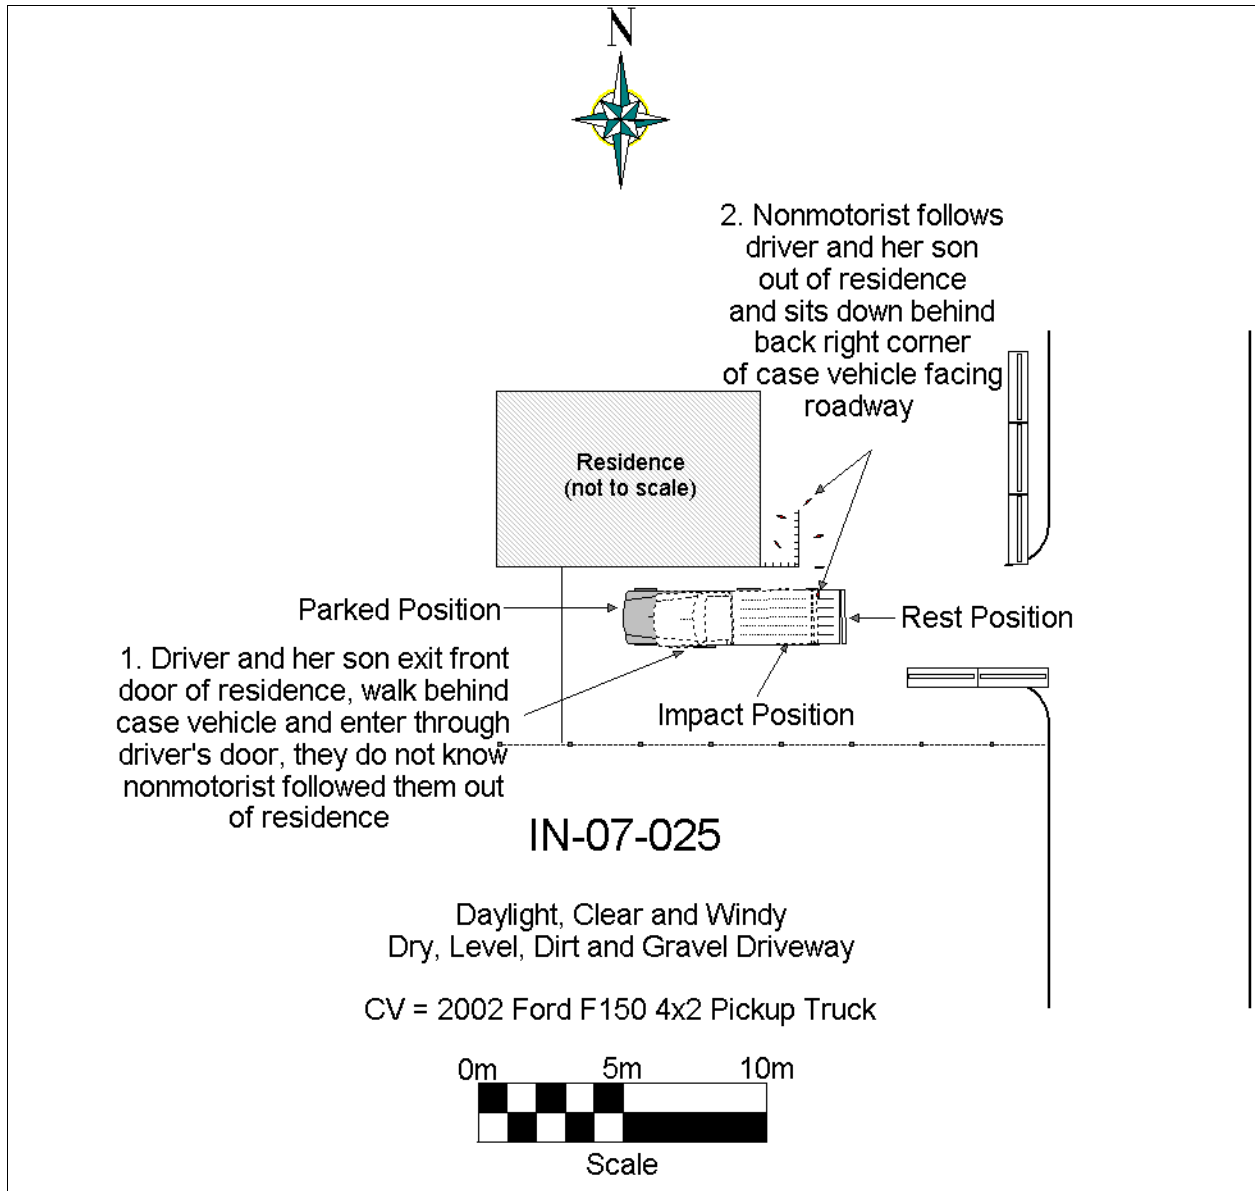 N
2. Nonmotorist follows
driver and her son
out of residence
and sits down behind
back right corner
of case vehicle facing
roadway
Residence
(not to scale)
Parked Position
Rest Position
1. Driver and her son exit front
door of residence, walk behind
case vehicle and enter through
driver's door, they do not know
nonmotorist followed them out
of residence
Impact Position
IN-07-025
Daylight, Clear and Windy
Dry, Level, Dirt and Gravel Driveway
CV = 2002 Ford F150 4x2 Pickup Truck
0m 5m 10m
Scale